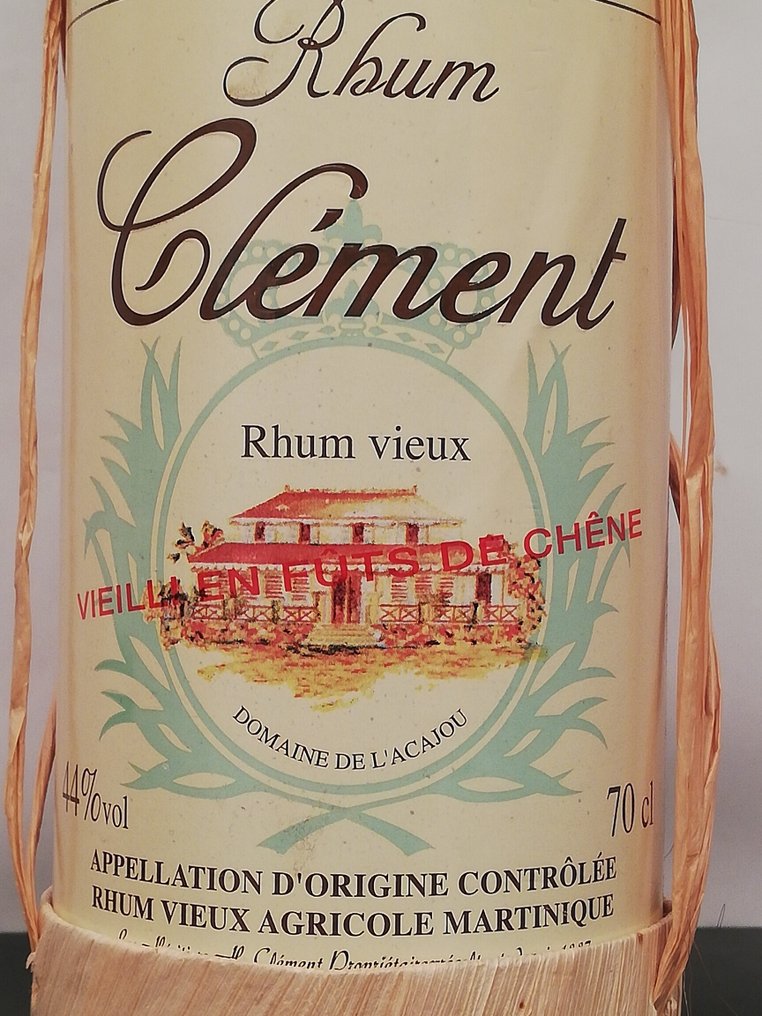 Rhum
Clément
Rhum vieux
VIEILLI EN FÛTS DE CHÊNE
DOMAINE DE L'ACAJOU
44%vol
70 cl
APPELLATION D'ORIGINE CONTRÔLÉE
RHUM VIEUX AGRICOLE MARTINIQUE
H. Clément